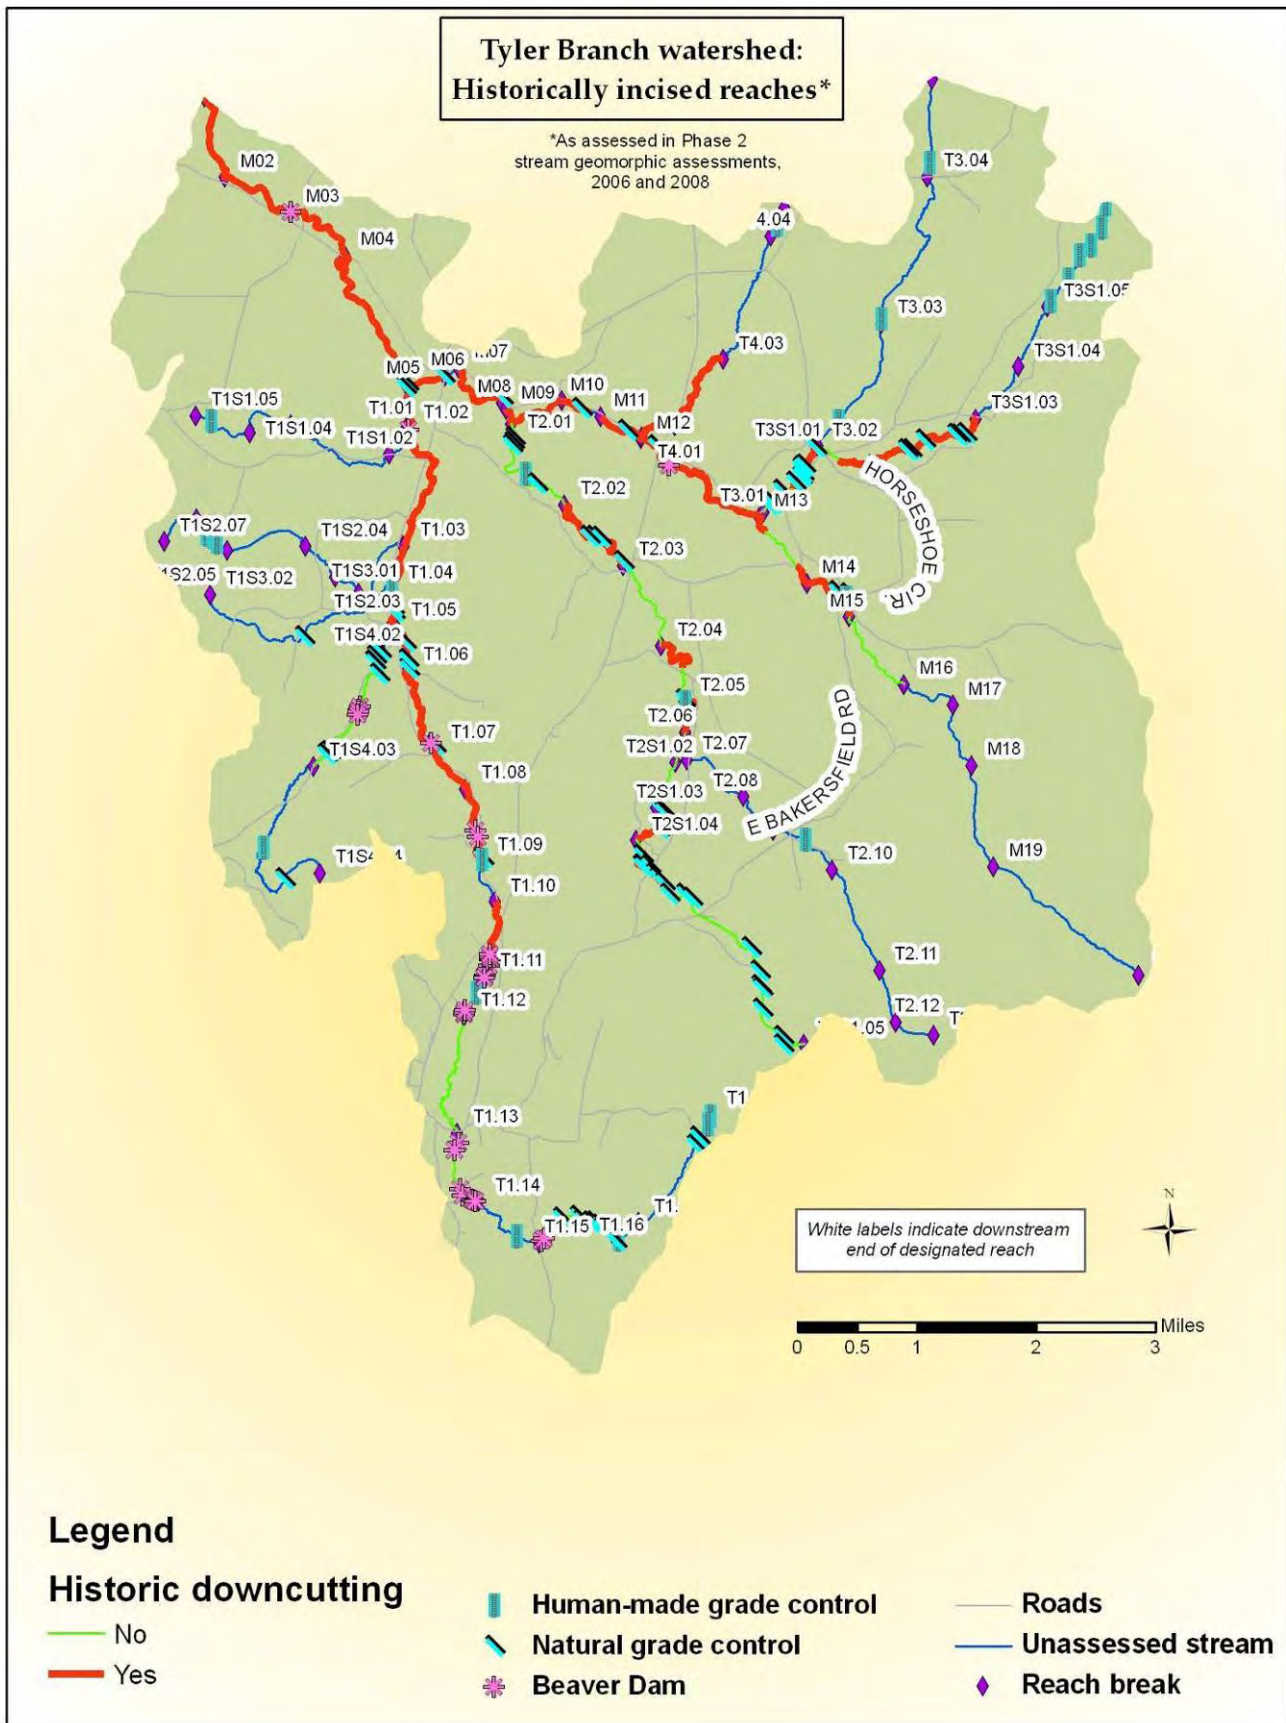 Tyler Branch watershed:
Historically incised reaches*
*As assessed in Phase 2
stream geomorphic assessments,
2006 and 2008
M02
M03
M04
T3.04
4.04
T3.03
T3S1.05
T3S1.04
T4.03
M05
M06
M08
M09
M10
M11
M12
T1S1.05
T1S1.04
T1.01
T1.02
T1S1.02
T2.01
T4.01
T3S1.01
T3.02
T3S1.03
T3.01
M13
HORSESHOE CIR.
T2.02
T1S2.07
T1S2.04
T1.03
T1S3.02
T1S3.01
T1.04
T1S2.03
T1.05
T1S4.02
T1.06
T2.03
M14
M15
T2.04
T2.05
T2.06
M16
M17
M18
T1S4.03
T1.07
T1.08
T2S1.02
T2.07
T2S1.03
T2.08
T2S1.04
E BAKERSFIELD RD
T1.09
T2.10
M19
T1.10
T1.11
T1.12
T2.11
T2.12
T1.13
T1.14
T1.15
T1.16
White labels indicate downstream
end of designated reach
N
Miles
0 0.5 1 2 3
Legend
Historic downcutting
No
Yes
Human-made grade control
Natural grade control
Beaver Dam
Roads
Unassessed stream
Reach break